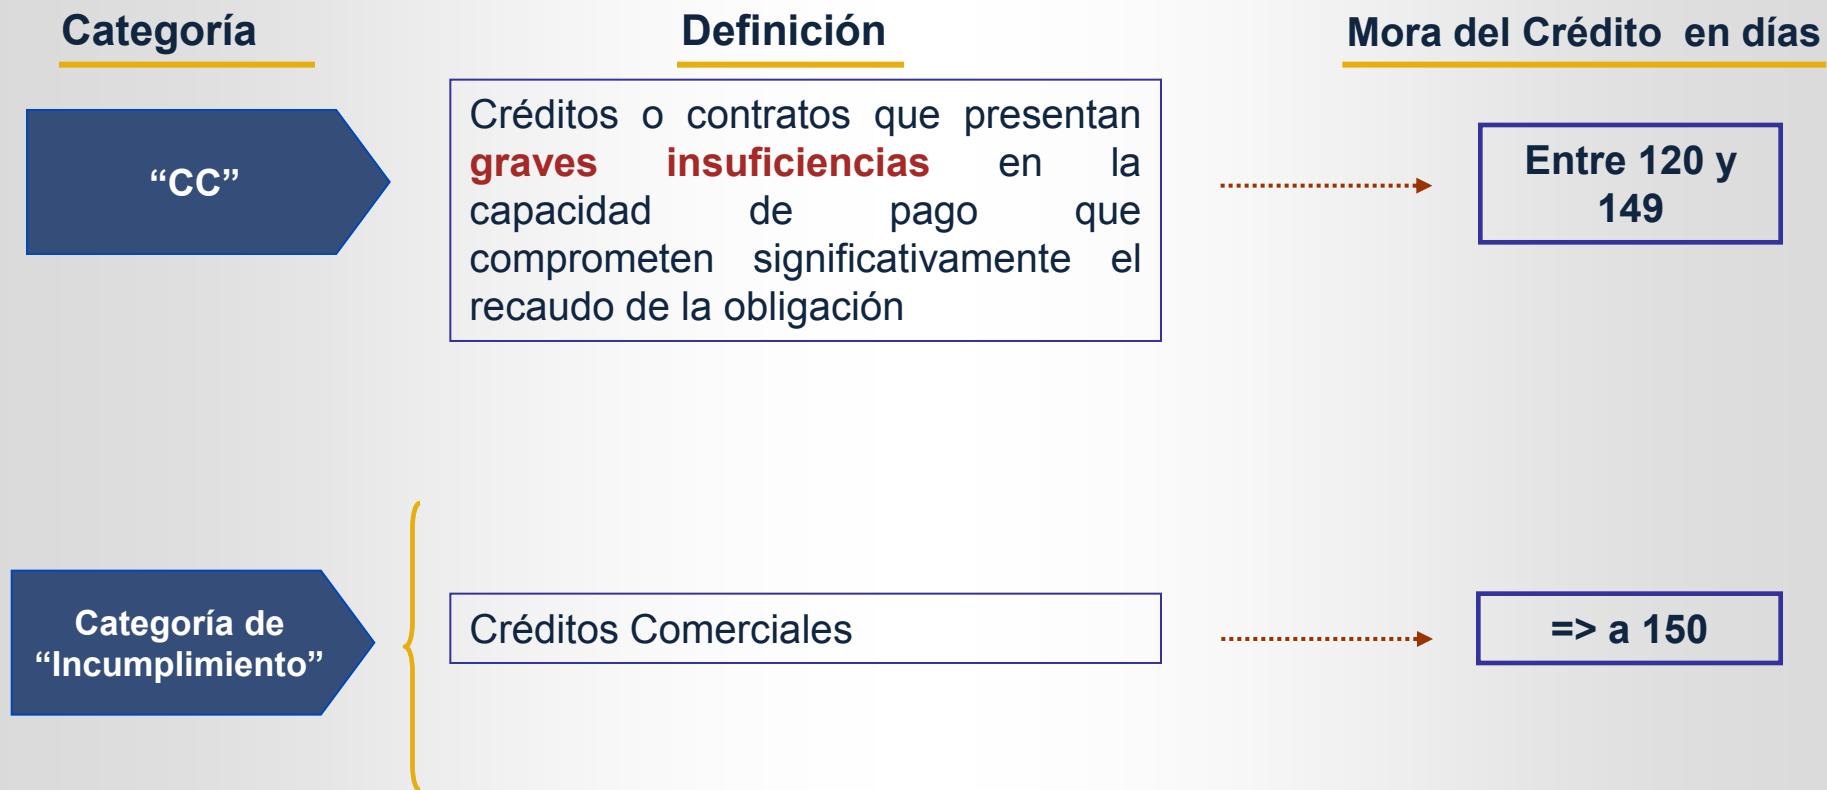 Categoría
Definición
Mora del Crédito en días
“CC”
Créditos o contratos que presentan
graves insuficiencias en la
capacidad de pago que
comprometen significativamente el
recaudo de la obligación
Entre 120 y
149
Categoría de
“Incumplimiento”
Créditos Comerciales
=> a 150